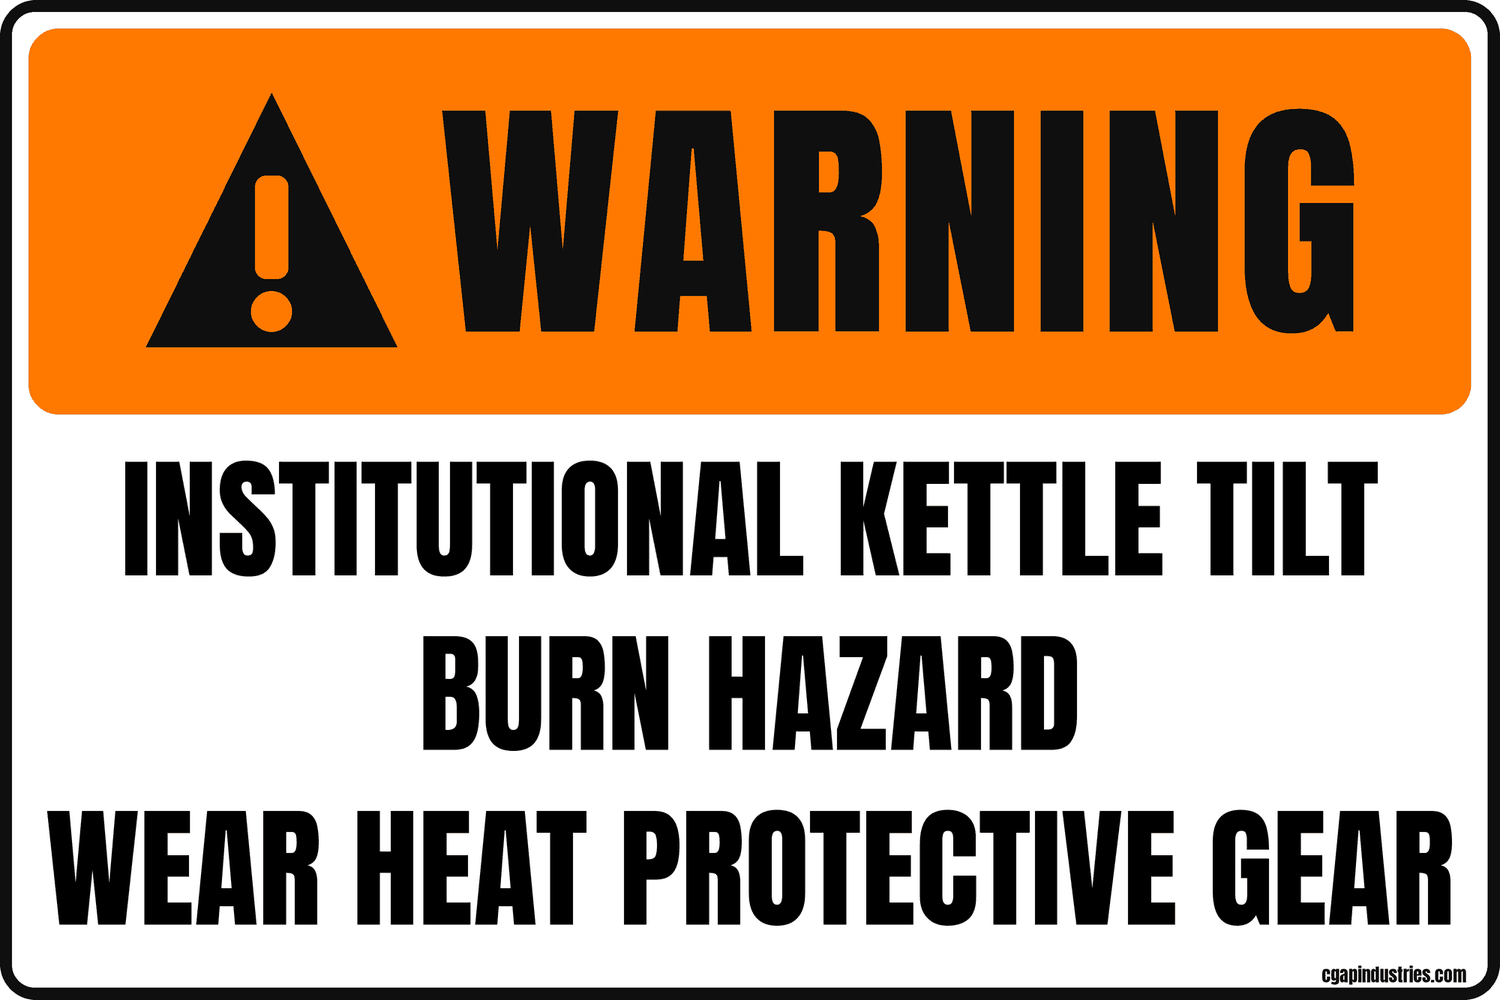 WARNING
INSTITUTIONAL KETTLE TILT
BURN HAZARD
WEAR HEAT PROTECTIVE GEAR
cgapindustries.com